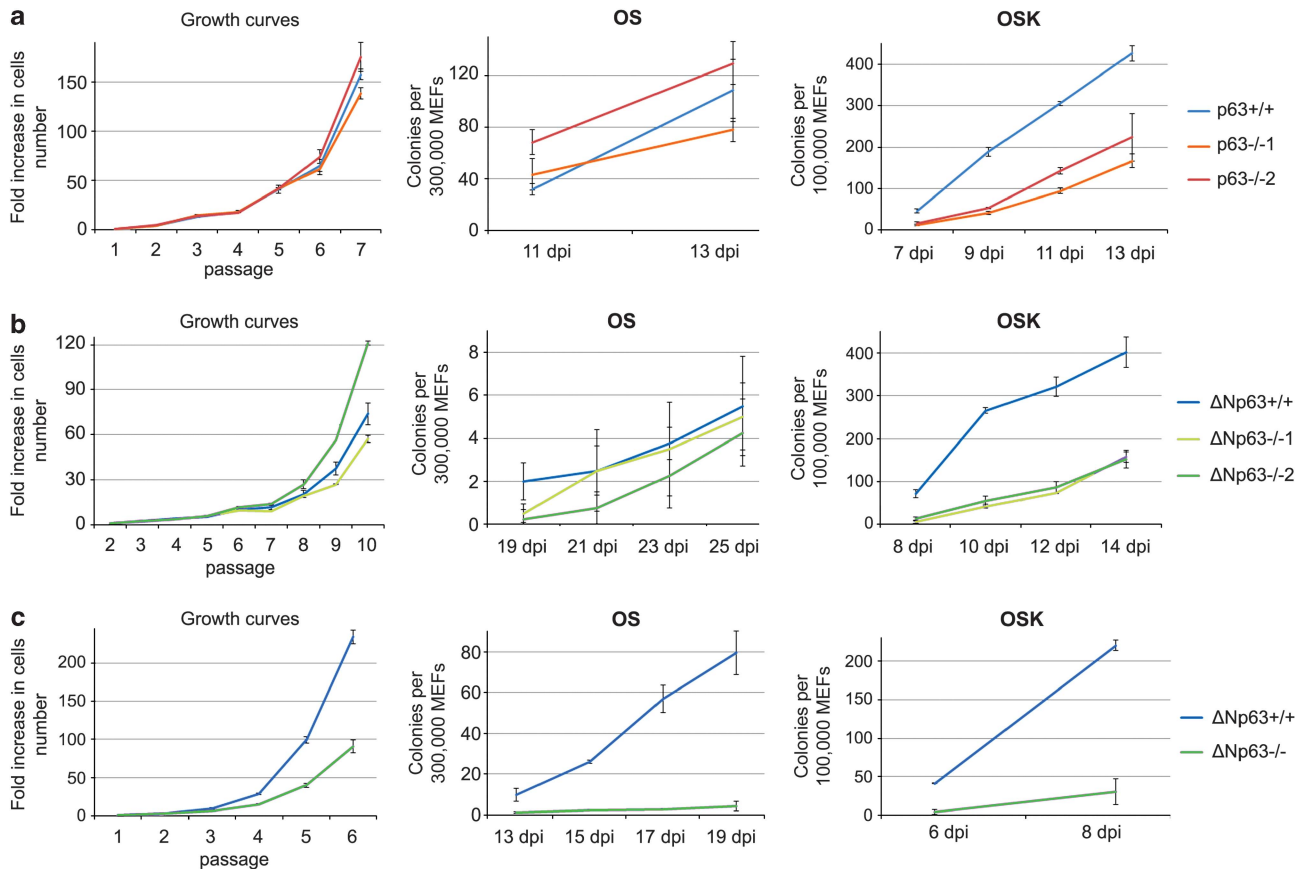 a
Growth curves
Fold increase in cells
number
150
100
50
0
1 2 3 4 5 6 7
passage
OS
Colonies per
300,000 MEFs
120
80
40
0
11 dpi 13 dpi
OSK
Colonies per
100,000 MEFs
400
300
200
100
0
7 dpi 9 dpi 11 dpi 13 dpi
p63+/+
p63-/-1
p63-/-2
b
Growth curves
Fold increase in cells
number
120
90
60
30
0
2 3 4 5 6 7 8 9 10
passage
OS
Colonies per
300,000 MEFs
8
6
4
2
0
19 dpi 21 dpi 23 dpi 25 dpi
OSK
Colonies per
100,000 MEFs
400
300
200
100
0
8 dpi 10 dpi 12 dpi 14 dpi
ΔNp63+/+
ΔNp63-/-1
ΔNp63-/-2
c
Growth curves
Fold increase in cells
number
200
150
100
50
0
1 2 3 4 5 6
passage
OS
Colonies per
300,000 MEFs
80
60
40
20
0
13 dpi 15 dpi 17 dpi 19 dpi
OSK
Colonies per
100,000 MEFs
200
150
100
50
0
6 dpi 8 dpi
ΔNp63+/+
ΔNp63-/-